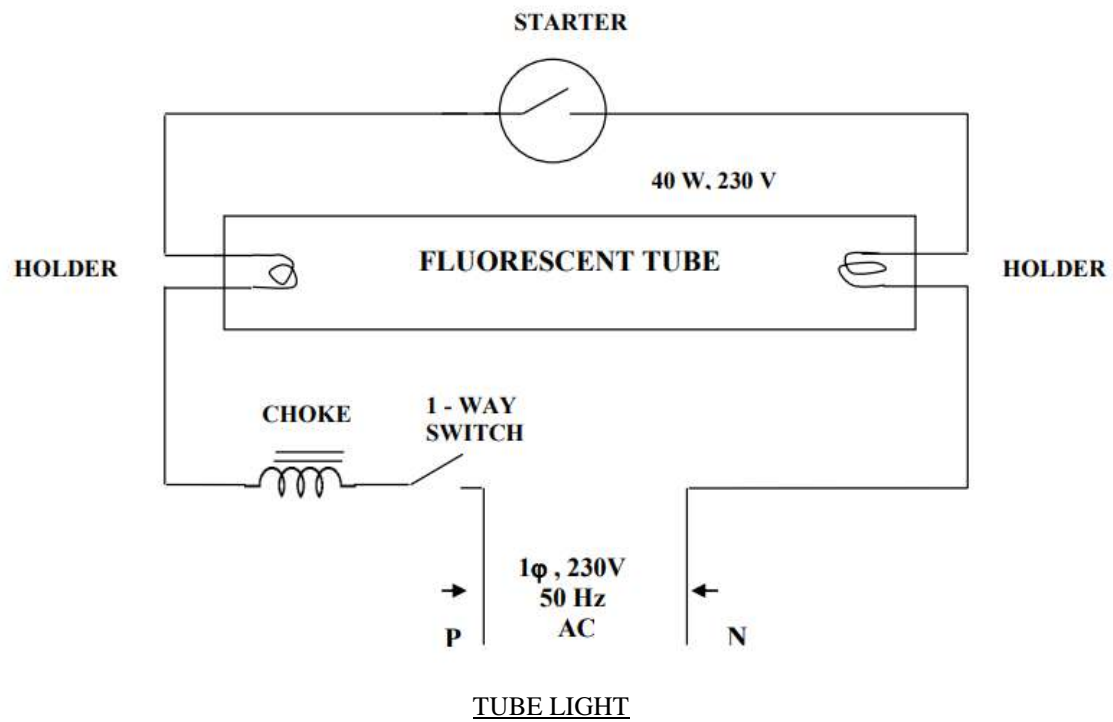 STARTER
40 W, 230 V
FLUORESCENT TUBE
HOLDER
HOLDER
CHOKE
1 - WAY
SWITCH
1φ , 230V
50 Hz
AC
P
N
TUBE LIGHT